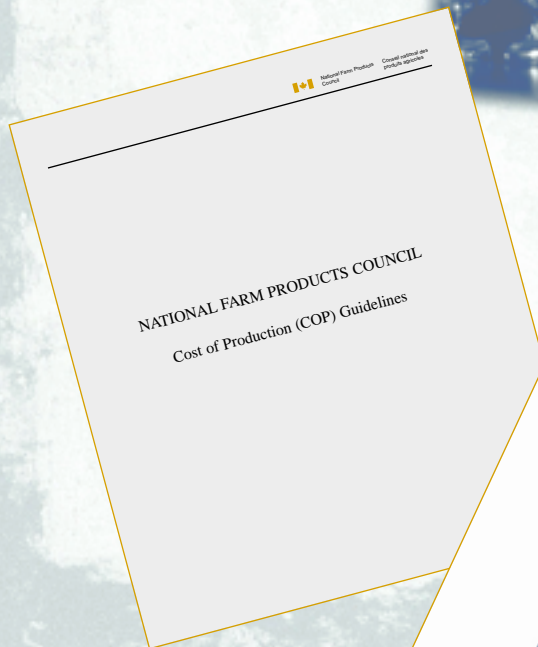 National Farm Products
Council
Conseil national des
produits agricoles
NATIONAL FARM PRODUCTS COUNCIL
Cost of Production (COP) Guidelines